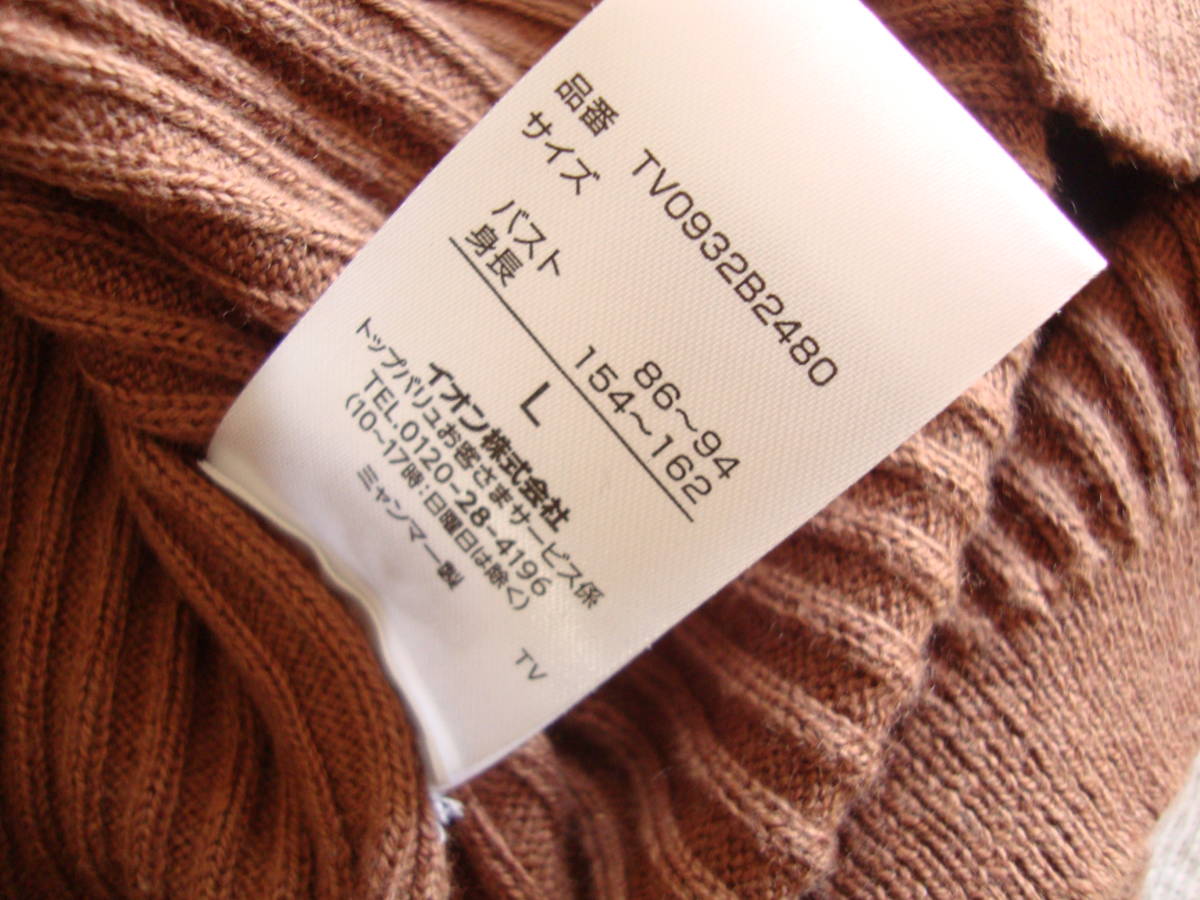 品番 TV0932B2480
サイズ
バスト 86〜94
身長 154〜162
L
イオン株式会社
トップバリュお客さまサービス係
TEL.0120-28-4196
(10〜17時:日曜日は除く)
ミャンマー製
TV